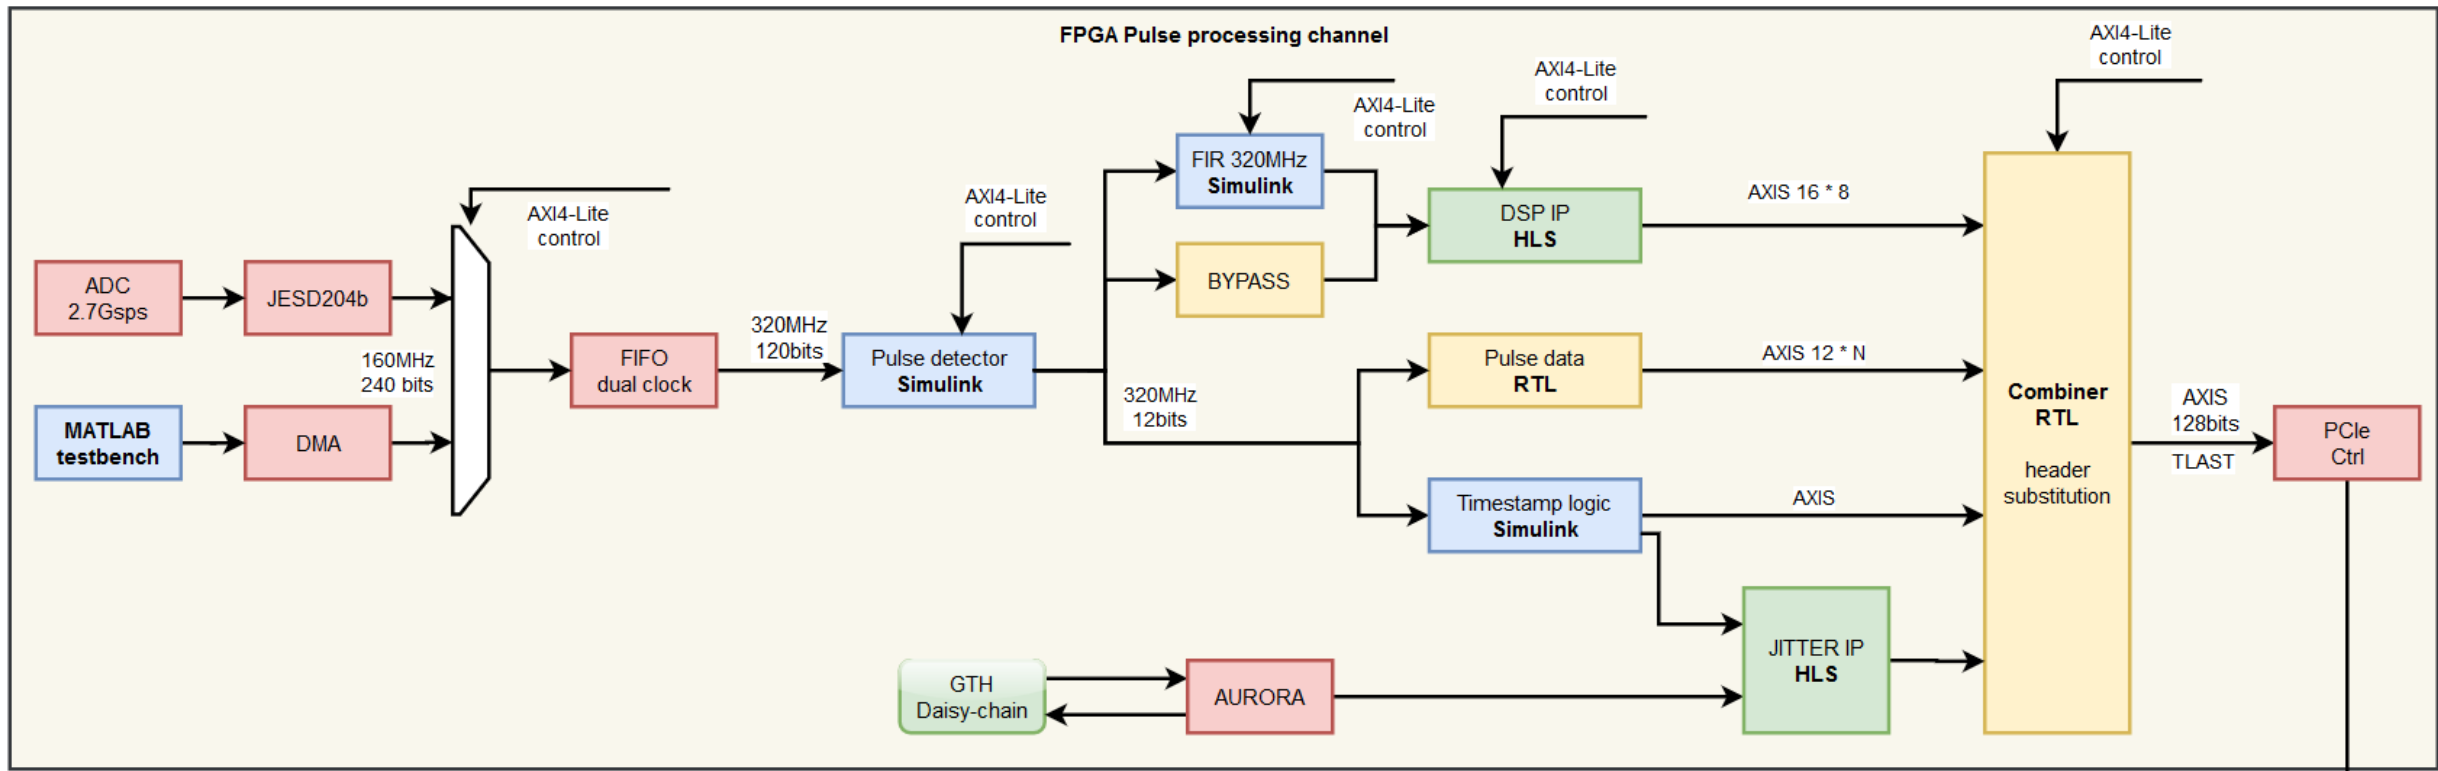 FPGA Pulse processing channel
AXI4-Lite
control
AXI4-Lite
control
AXI4-Lite
control
AXI4-Lite
control
AXI4-Lite
control
ADC
2.7Gsps
JESD204b
MATLAB
testbench
DMA
160MHz
240 bits
FIFO
dual clock
320MHz
120bits
Pulse detector
Simulink
FIR 320MHz
Simulink
BYPASS
320MHz
12bits
DSP IP
HLS
Pulse data
RTL
Timestamp logic
Simulink
GTH
Daisy-chain
AURORA
JITTER IP
HLS
AXIS 16 * 8
AXIS 12 * N
AXIS
Combiner
RTL
header
substitution
AXIS
128bits
TLAST
PCIe
Ctrl